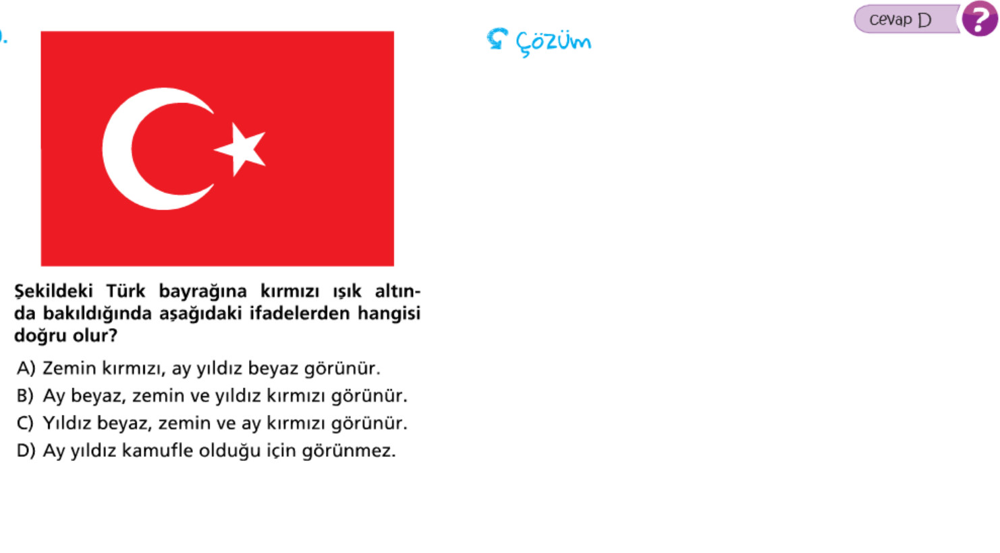 cevap D
?
Çözüm
Şekildeki Türk bayrağına kırmızı ışık altın-
da bakıldığında aşağıdaki ifadelerden hangisi
doğru olur?
A) Zemin kırmızı, ay yıldız beyaz görünür.
B) Ay beyaz, zemin ve yıldız kırmızı görünür.
C) Yıldız beyaz, zemin ve ay kırmızı görünür.
D) Ay yıldız kamufle olduğu için görünmez.